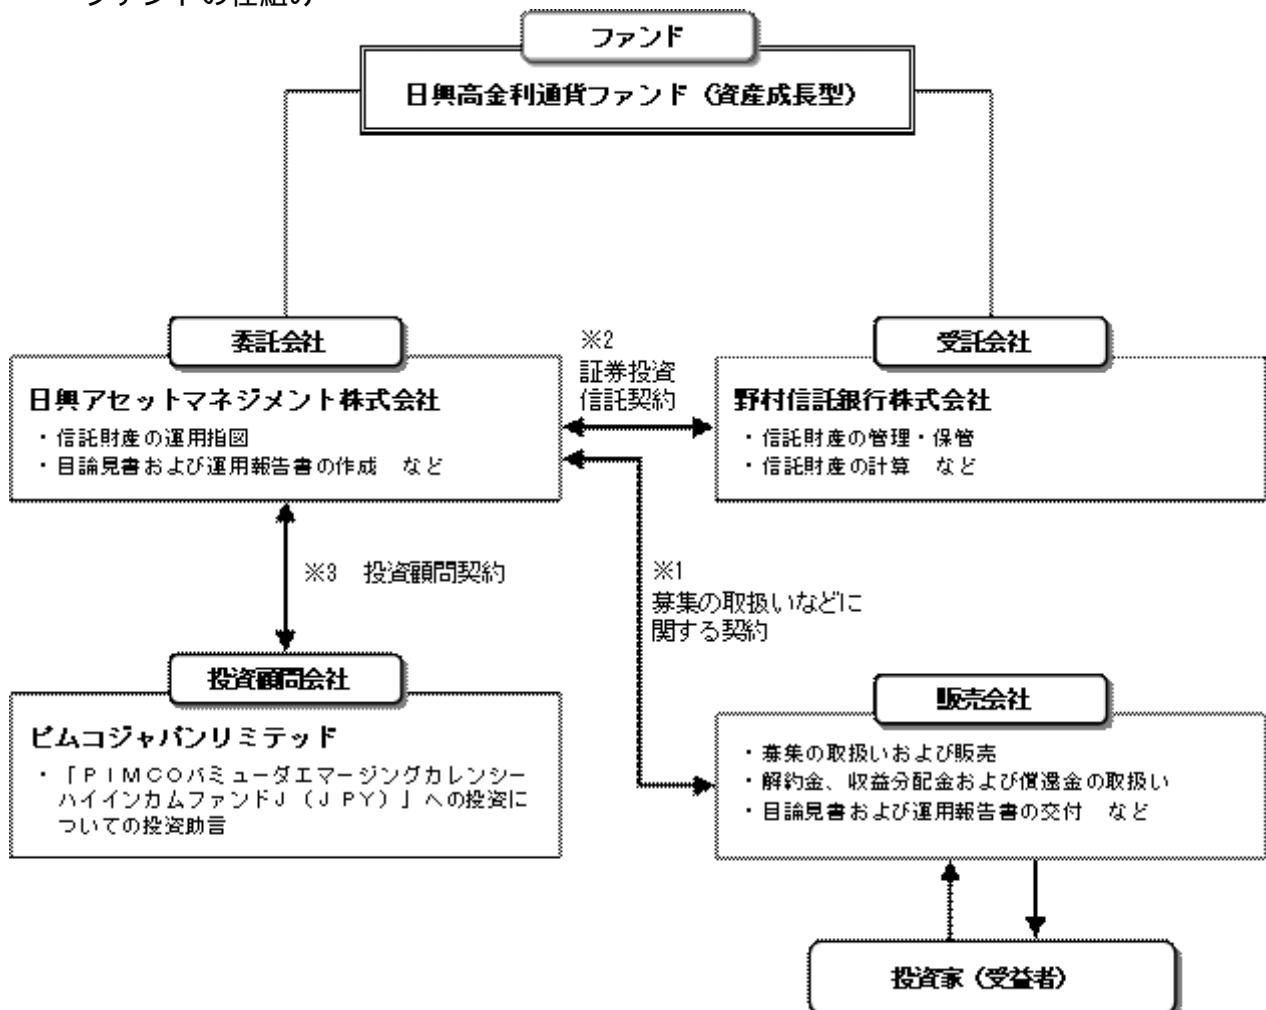 ファンドの仕組み
ファンド
日興高金利通貨ファンド（資産成長型）
委託会社
日興アセットマネジメント株式会社
・信託財産の運用指図
・目論見書および運用報告書の作成　など
※2
証券投資
信託契約
受託会社
野村信託銀行株式会社
・信託財産の管理・保管
・信託財産の計算　など
※3　投資顧問契約
※1
募集の取扱いなどに
関する契約
投資顧問会社
ピムコジャパンリミテッド
・「ＰＩＭＣＯバミューダエマージングカレンシー
ハイインカムファンドＪ（ＪＰＹ）」への投資に
ついての投資助言
販売会社
・募集の取扱いおよび販売
・解約金、収益分配金および償還金の取扱い
・目論見書および運用報告書の交付　など
投資家（受益者）